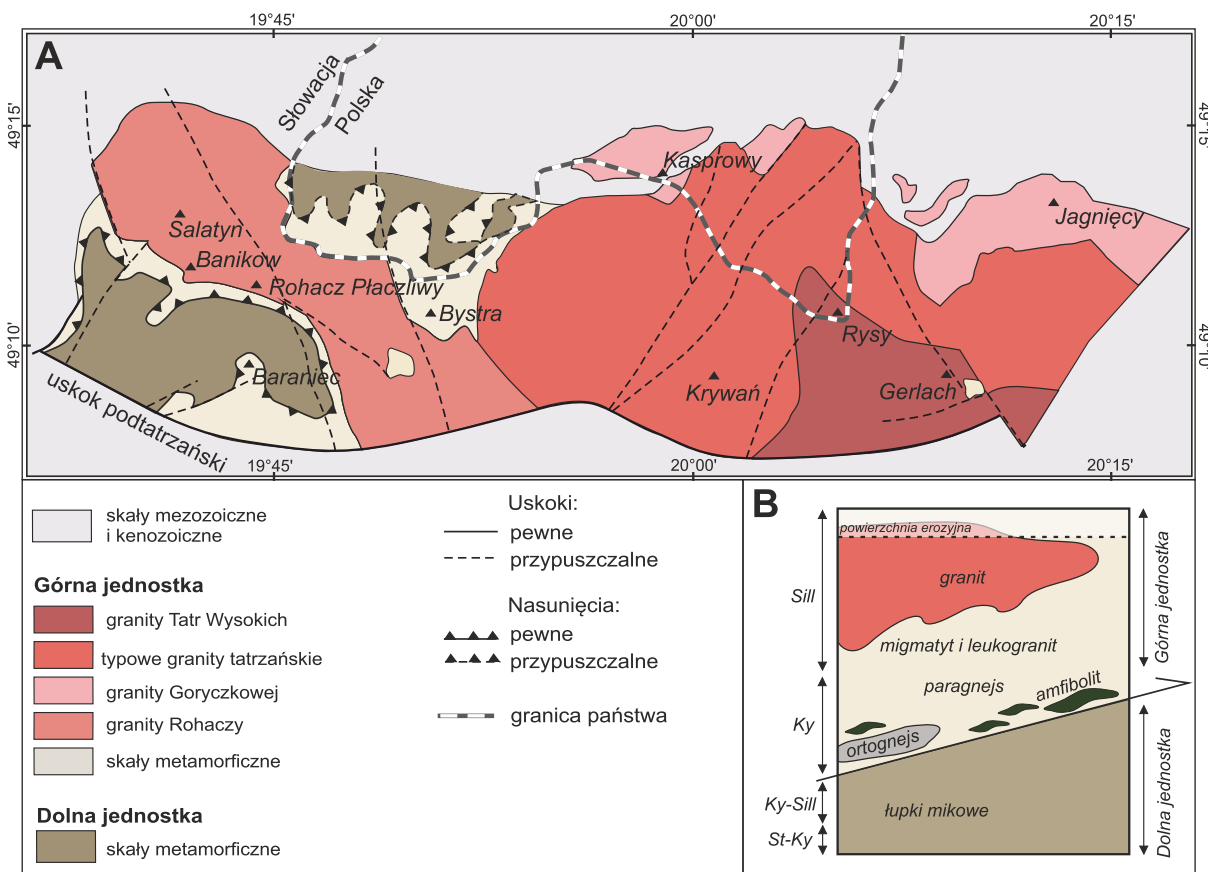 19°45'
20°00'
20°15'
A
Słowacja
Polska
49°15'
49°15'
Kasprowy
Jagnięcy
Salatyn
Banikow
Rohacz Płaczliwy
Bystra
Rysy
49°10'
49°10'
Baraniec
Krywań
Gerlach
uskok podtatrzański
19°45'
20°00'
20°15'
skały mezozoiczne
i kenozoiczne
Górna jednostka
granity Tatr Wysokich
typowe granity tatrzańskie
granity Goryczkowej
granity Rohaczy
skały metamorficzne
Dolna jednostka
skały metamorficzne
Uskoki:
pewne
przypuszczalne
Nasunięcia:
pewne
przypuszczalne
granica państwa
B
powierzchnia erozyjna
granit
migmatyt i leukogranit
paragnejs
amfibolit
ortognejs
łupki mikowe
Sill
Ky
Ky-Sill
St-Ky
Górna jednostka
Dolna jednostka